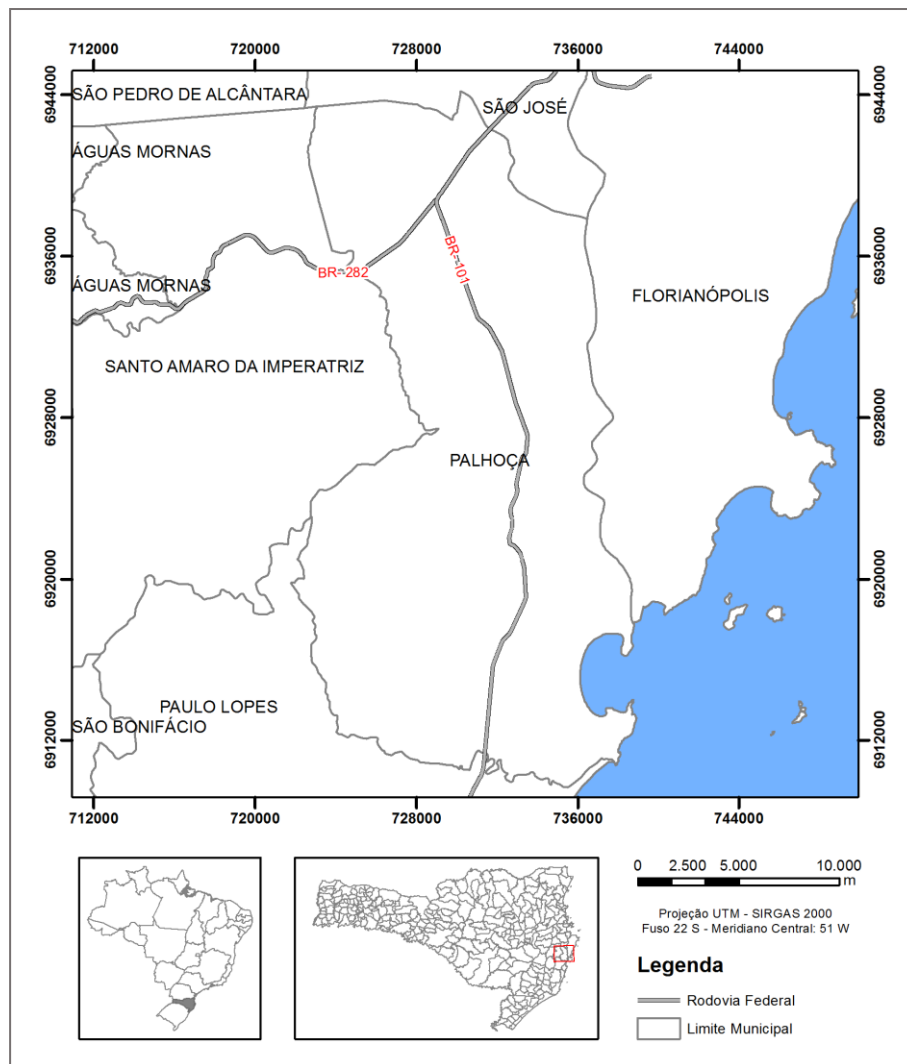 712000 720000 728000 736000 744000
6944000 6944000
SÃO PEDRO DE ALCÂNTARA
SÃO JOSÉ
ÁGUAS MORNAS
6936000 6936000
BR-282
BR-101
ÁGUAS MORNAS
FLORIANÓPOLIS
SANTO AMARO DA IMPERATRIZ
6928000 6928000
PALHOÇA
6920000 6920000
PAULO LOPES
SÃO BONIFÁCIO
6912000 6912000
712000 720000 728000 736000 744000
0 2.500 5.000 10.000
m
Projeção UTM - SIRGAS 2000
Fuso 22 S - Meridiano Central: 51 W
Legenda
Rodovia Federal
Limite Municipal